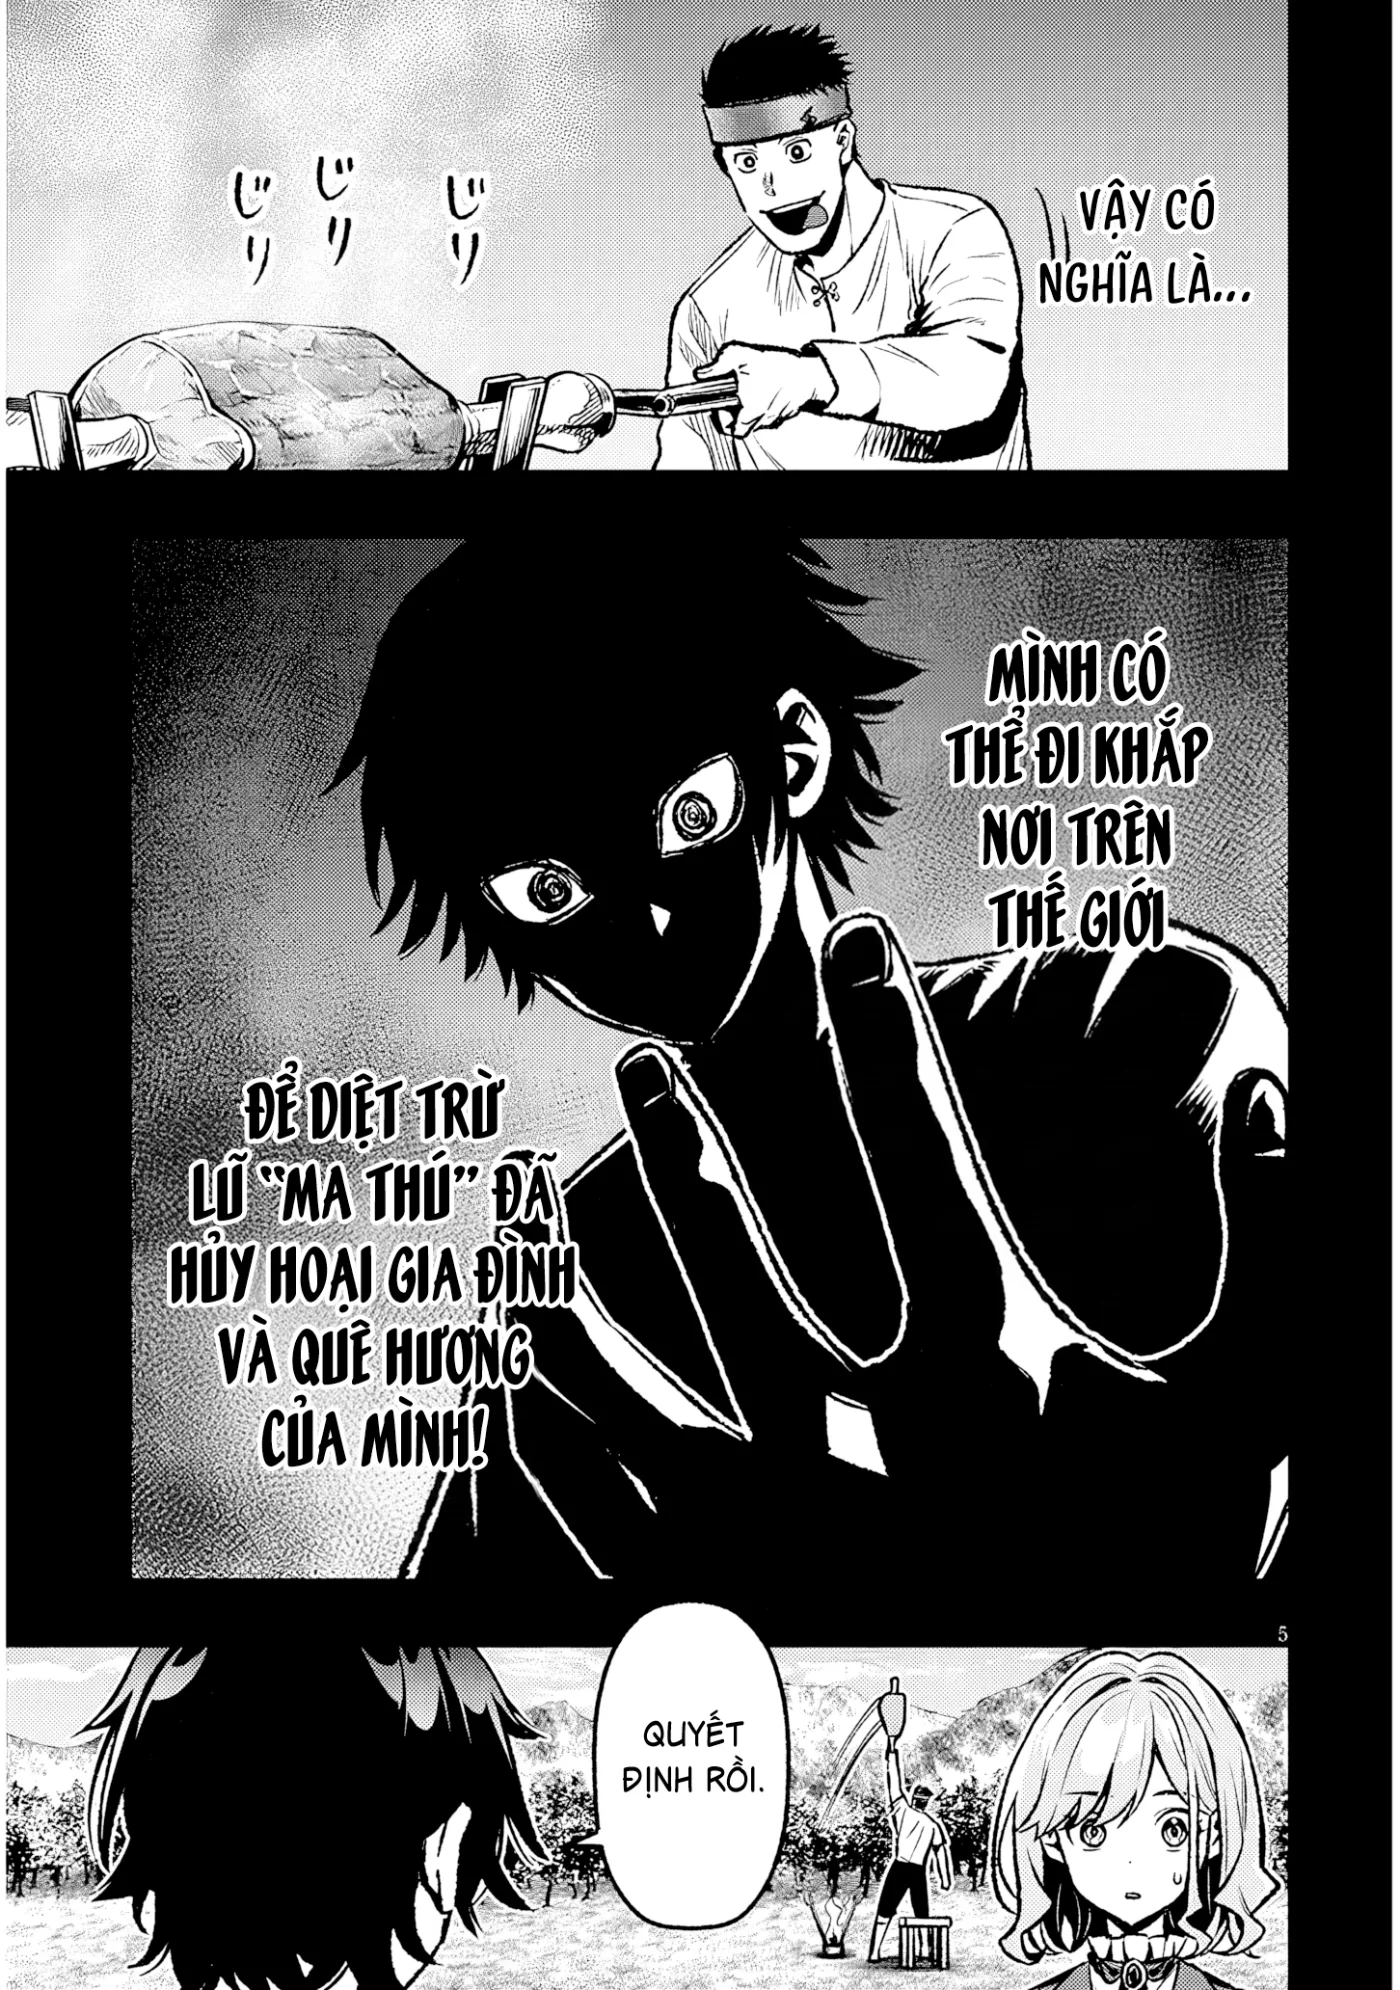 VẬY CÓ
NGHĨA LÀ...
じりじりじり
MÌNH CÓ
THỂ ĐI KHẮP
NƠI TRÊN
THẾ GIỚI
ĐỂ DIỆT TRỪ
LŨ “MA THÚ” ĐÃ
HỦY HOẠI GIA ĐÌNH
VÀ QUÊ HƯƠNG
CỦA MÌNH!
5
QUYẾT
ĐỊNH RỒI.